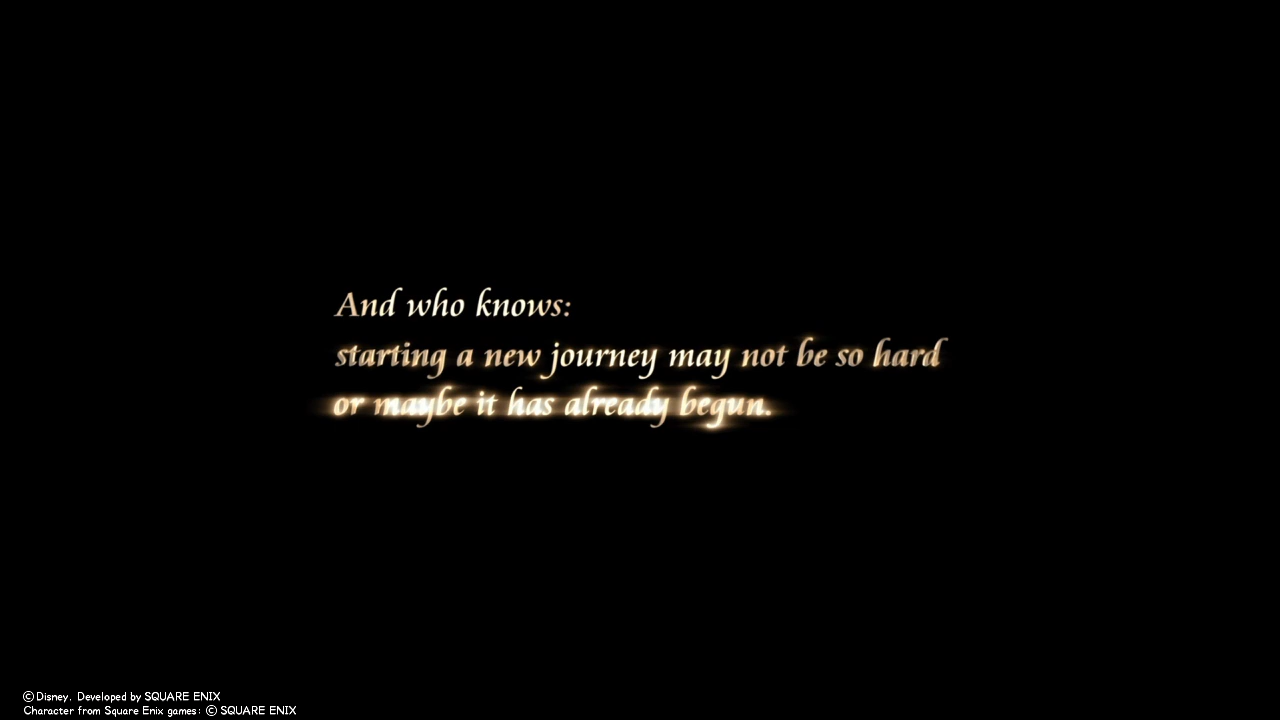 And who knows:
starting a new journey may not be so hard
or maybe it has already begun.
©Disney. Developed by SQUARE ENIX
Character from Square Enix games: © SQUARE ENIX